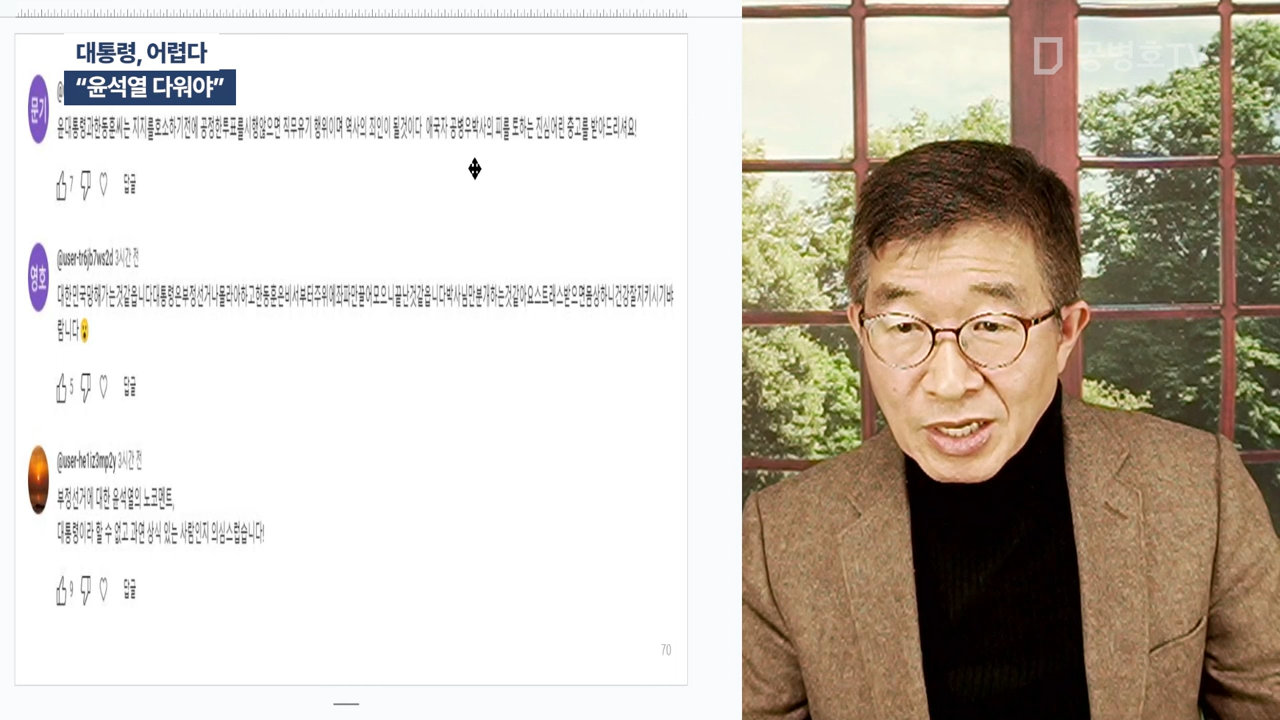 대통령, 어렵다
“윤석열 다워야”
공병호TV
문기
윤대통령과한동훈씨는 지지를호소하기전에 공정한투표를시행않으면 직무유기 행위이며 역사의 죄인이 될것이다 애국자 공병우박사의 피를 토하는 진심어린 충고를 받아드리셔요!
7 답글
영호
@user-tr6jb7ws2d 3시간 전
대한민국망해가는것같읍니다대통령은부정선거나몰라아하고한동훈은비서부터주위에좌파만끌어모으니끝난것같읍니다박사님만분개하는것같아요스트레스받으면몸상하니건강잘지키시기바
랍니다😮
5 답글
@user-he1iz3mp2y 3시간 전
부정선거에 대한 윤석열의 노코멘트,
대통령이라 할 수 없고 과연 상식 있는 사람인지 의심스럽습니다!
9 답글
70